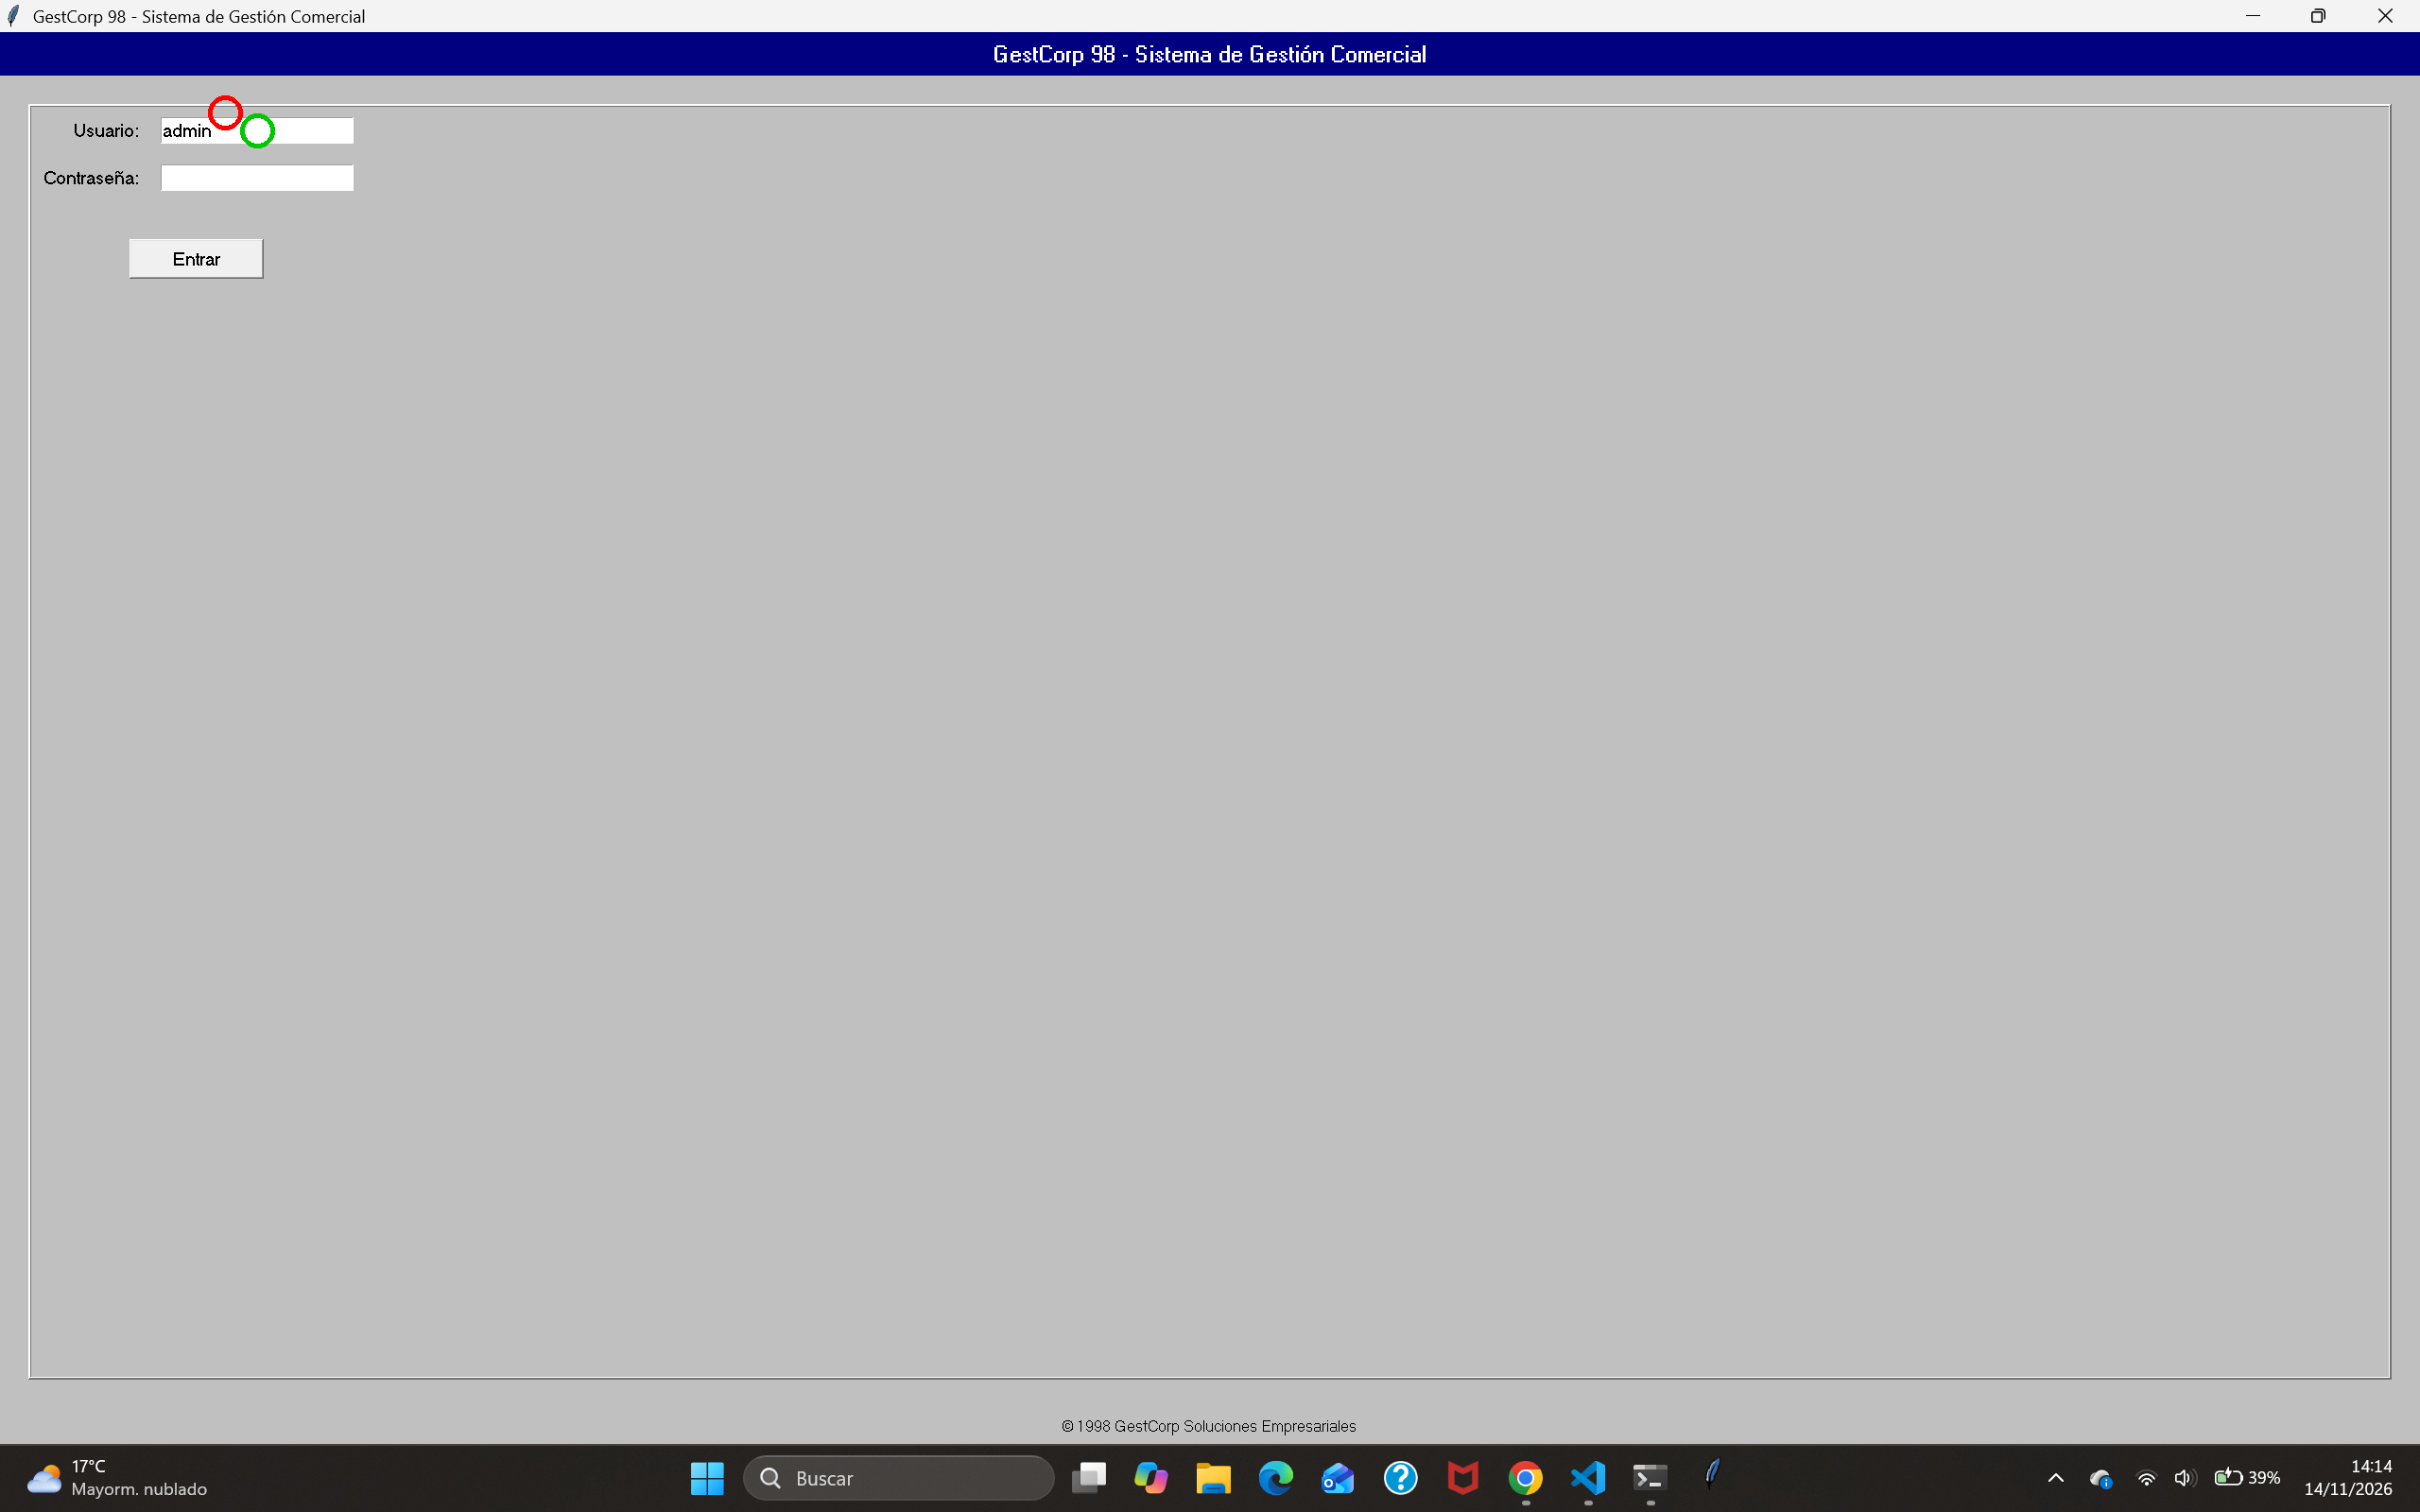 GestCorp 98 - Sistema de Gestión Comercial
GestCorp 98 - Sistema de Gestión Comercial
Usuario: admin
Contraseña:
Entrar
© 1998 GestCorp Soluciones Empresariales
17°C
Mayorm. nublado
Buscar
39%
14:14
14/11/2026